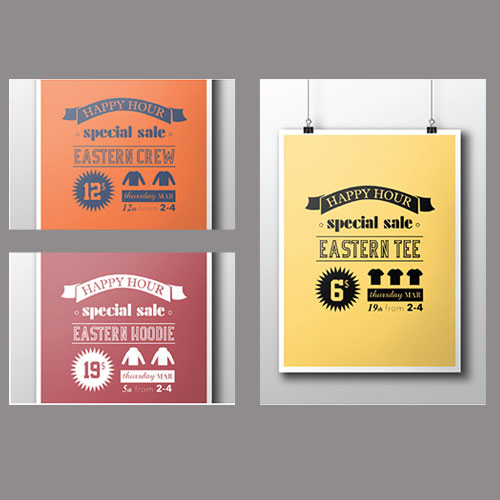 HAPPY HOUR
special sale
EASTERN CREW
12$
thursday MAR
12th from 2-4
HAPPY HOUR
special sale
EASTERN HOODIE
19$
thursday MAR
5th from 2-4
HAPPY HOUR
special sale
EASTERN TEE
6$
thursday MAR
19th from 2-4